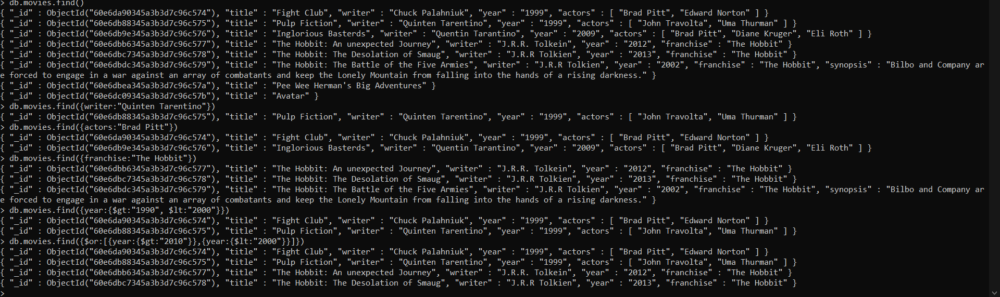 > db.movies.find()
{ "_id" : ObjectId("60e6da90345a3b3d7c96c574"), "title" : "Fight Club", "writer" : "Chuck Palahniuk", "year" : "1999", "actors" : [ "Brad Pitt", "Edward Norton" ] }
{ "_id" : ObjectId("60e6db88345a3b3d7c96c575"), "title" : "Pulp Fiction", "writer" : "Quinten Tarentino", "year" : "1999", "actors" : [ "John Travolta", "Uma Thurman" ] }
{ "_id" : ObjectId("60e6db9e345a3b3d7c96c576"), "title" : "Inglorious Basterds", "writer" : "Quentin Tarantino", "year" : "2009", "actors" : [ "Brad Pitt", "Diane Kruger", "Eli Roth" ] }
{ "_id" : ObjectId("60e6dbb6345a3b3d7c96c577"), "title" : "The Hobbit: An unexpected Journey", "writer" : "J.R.R. Tolkein", "year" : "2012", "franchise" : "The Hobbit" }
{ "_id" : ObjectId("60e6dbc7345a3b3d7c96c578"), "title" : "The Hobbit: The Desolation of Smaug", "writer" : "J.R.R Tolkien", "year" : "2013", "franchise" : "The Hobbit" }
{ "_id" : ObjectId("60e6dbdc345a3b3d7c96c579"), "title" : "The Hobbit: The Battle of the Five Armies", "writer" : "J.R.R Tolkien", "year" : "2002", "franchise" : "The Hobbit", "synopsis" : "Bilbo and Company ar
e forced to engage in a war against an array of combatants and keep the Lonely Mountain from falling into the hands of a rising darkness." }
{ "_id" : ObjectId("60e6dbea345a3b3d7c96c57a"), "title" : "Pee Wee Herman's Big Adventures" }
{ "_id" : ObjectId("60e6dc09345a3b3d7c96c57b"), "title" : "Avatar" }
> db.movies.find({writer:"Quinten Tarentino"})
{ "_id" : ObjectId("60e6db88345a3b3d7c96c575"), "title" : "Pulp Fiction", "writer" : "Quinten Tarentino", "year" : "1999", "actors" : [ "John Travolta", "Uma Thurman" ] }
> db.movies.find({actors:"Brad Pitt"})
{ "_id" : ObjectId("60e6da90345a3b3d7c96c574"), "title" : "Fight Club", "writer" : "Chuck Palahniuk", "year" : "1999", "actors" : [ "Brad Pitt", "Edward Norton" ] }
{ "_id" : ObjectId("60e6db9e345a3b3d7c96c576"), "title" : "Inglorious Basterds", "writer" : "Quentin Tarantino", "year" : "2009", "actors" : [ "Brad Pitt", "Diane Kruger", "Eli Roth" ] }
> db.movies.find({franchise:"The Hobbit"})
{ "_id" : ObjectId("60e6dbb6345a3b3d7c96c577"), "title" : "The Hobbit: An unexpected Journey", "writer" : "J.R.R. Tolkein", "year" : "2012", "franchise" : "The Hobbit" }
{ "_id" : ObjectId("60e6dbc7345a3b3d7c96c578"), "title" : "The Hobbit: The Desolation of Smaug", "writer" : "J.R.R Tolkien", "year" : "2013", "franchise" : "The Hobbit" }
{ "_id" : ObjectId("60e6dbdc345a3b3d7c96c579"), "title" : "The Hobbit: The Battle of the Five Armies", "writer" : "J.R.R Tolkien", "year" : "2002", "franchise" : "The Hobbit", "synopsis" : "Bilbo and Company ar
e forced to engage in a war against an array of combatants and keep the Lonely Mountain from falling into the hands of a rising darkness." }
> db.movies.find({year:{$gt:"1990", $lt:"2000"}})
{ "_id" : ObjectId("60e6da90345a3b3d7c96c574"), "title" : "Fight Club", "writer" : "Chuck Palahniuk", "year" : "1999", "actors" : [ "Brad Pitt", "Edward Norton" ] }
{ "_id" : ObjectId("60e6db88345a3b3d7c96c575"), "title" : "Pulp Fiction", "writer" : "Quinten Tarentino", "year" : "1999", "actors" : [ "John Travolta", "Uma Thurman" ] }
> db.movies.find({$or:[{year:{$gt:"2010"}},{year:{$lt:"2000"}}]})
{ "_id" : ObjectId("60e6da90345a3b3d7c96c574"), "title" : "Fight Club", "writer" : "Chuck Palahniuk", "year" : "1999", "actors" : [ "Brad Pitt", "Edward Norton" ] }
{ "_id" : ObjectId("60e6db88345a3b3d7c96c575"), "title" : "Pulp Fiction", "writer" : "Quinten Tarentino", "year" : "1999", "actors" : [ "John Travolta", "Uma Thurman" ] }
{ "_id" : ObjectId("60e6dbb6345a3b3d7c96c577"), "title" : "The Hobbit: An unexpected Journey", "writer" : "J.R.R. Tolkein", "year" : "2012", "franchise" : "The Hobbit" }
{ "_id" : ObjectId("60e6dbc7345a3b3d7c96c578"), "title" : "The Hobbit: The Desolation of Smaug", "writer" : "J.R.R Tolkien", "year" : "2013", "franchise" : "The Hobbit" }
>